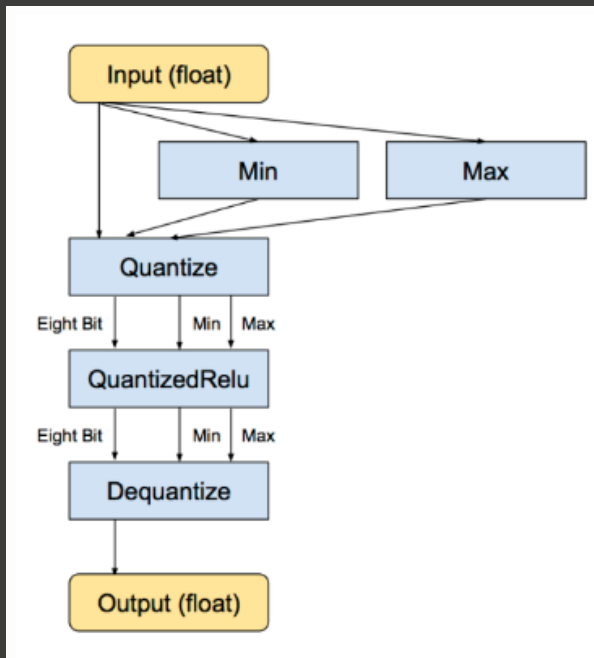 Input (float)
Min
Max
Quantize
Eight Bit
Min
Max
QuantizedRelu
Eight Bit
Min
Max
Dequantize
Output (float)